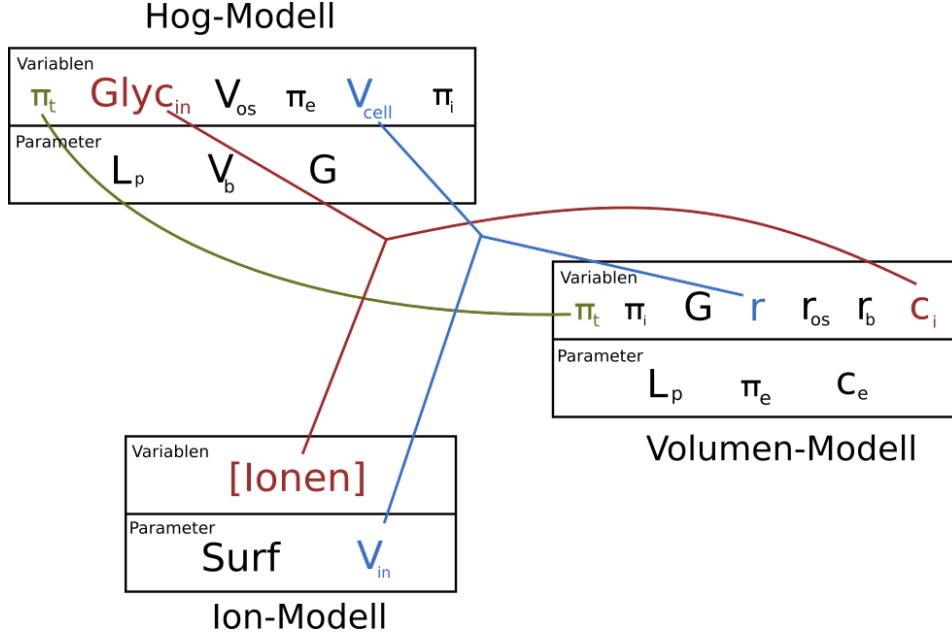 Hog-Modell
Variablen
πt Glycin Vos πe Vcell πi
Parameter
Lp Vb G
Variablen
πt πi G r ros rb ci
Parameter
Lp πe ce
Volumen-Modell
Variablen
[Ionen]
Parameter
Surf Vin
Ion-Modell